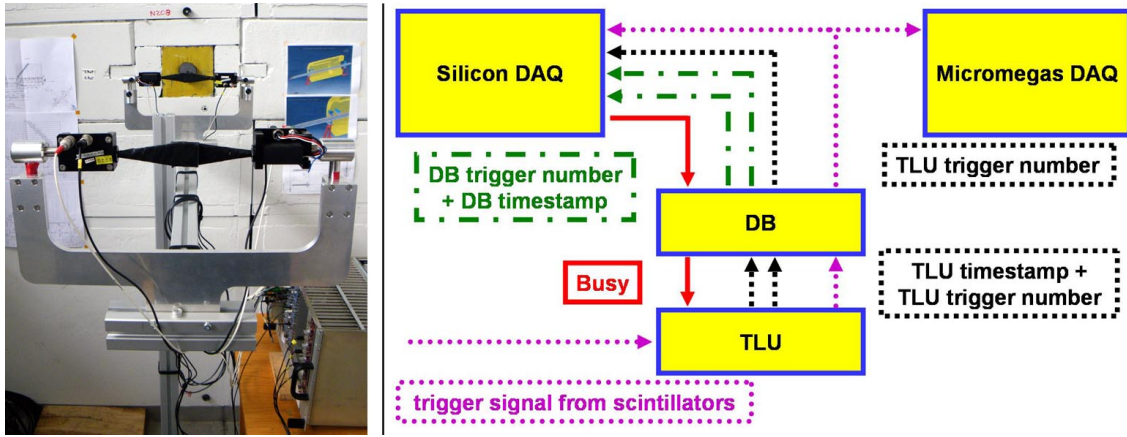 N20B
Silicon DAQ
Micromegas DAQ
TLU trigger number
DB trigger number
+ DB timestamp
DB
Busy
TLU timestamp +
TLU trigger number
TLU
trigger signal from scintillators